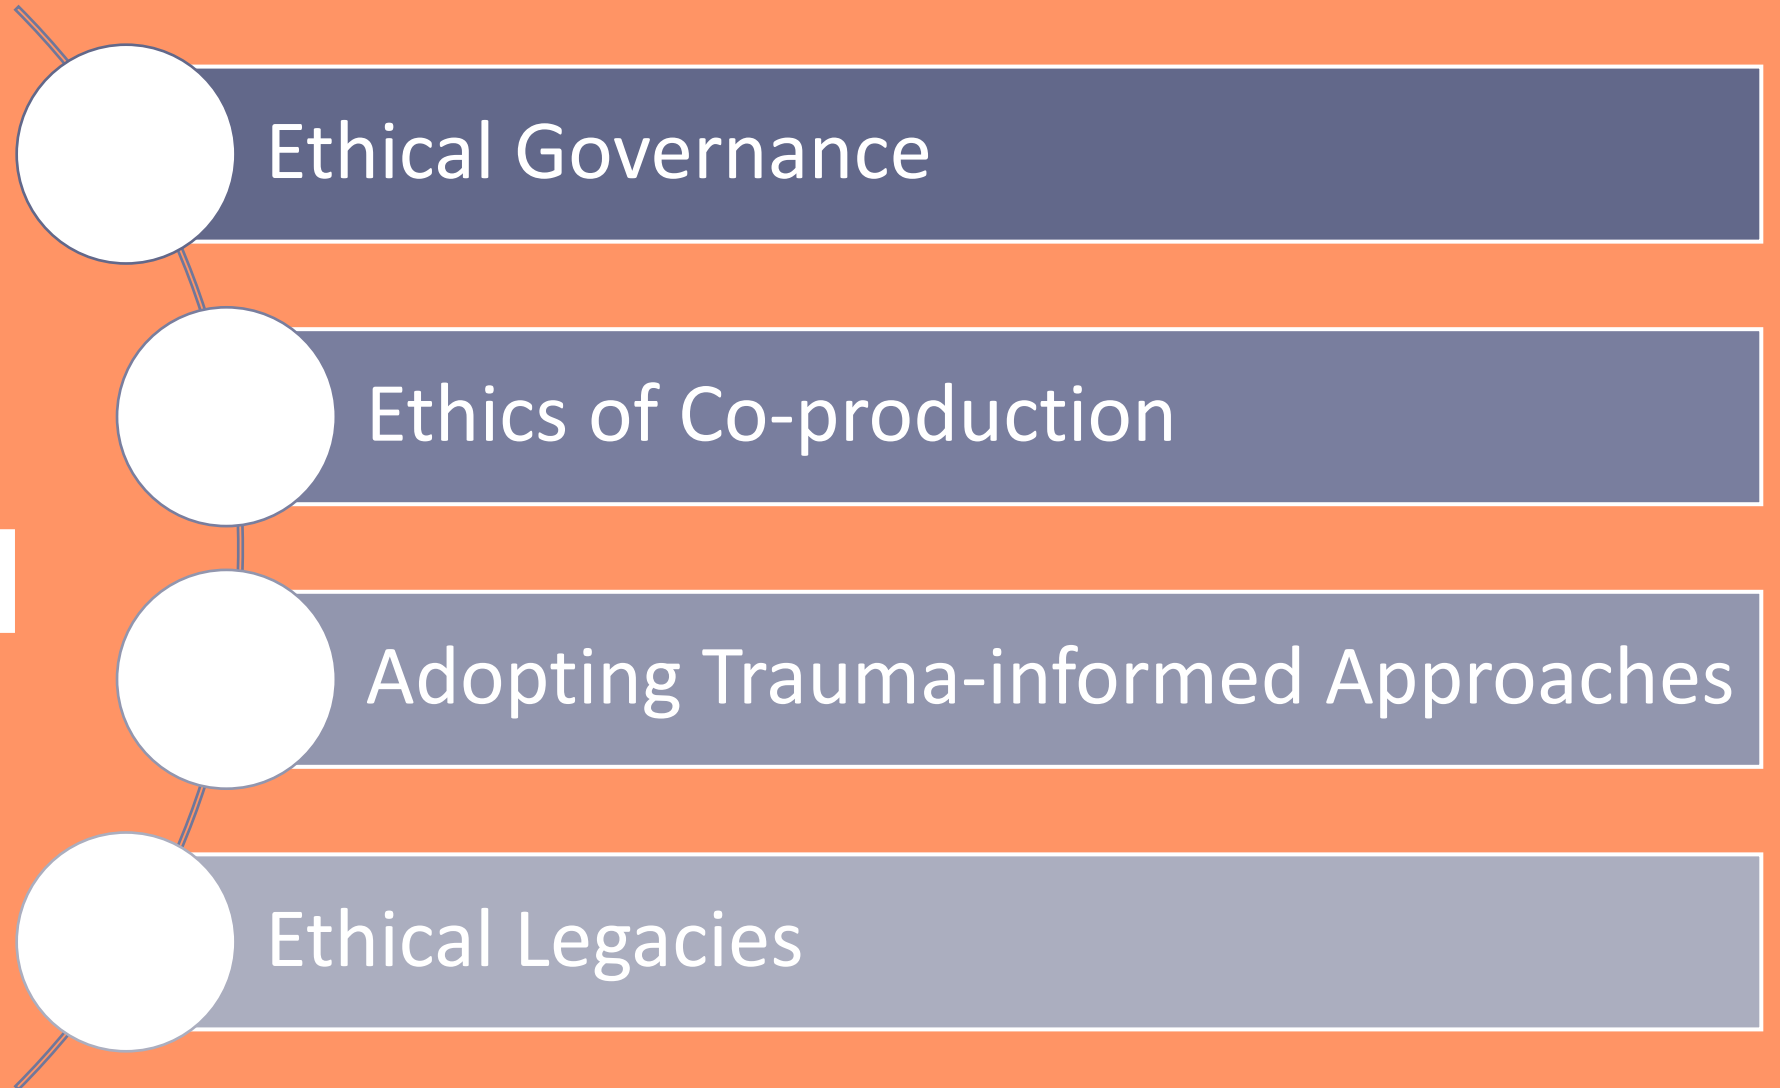 Ethical Governance
Ethics of Co-production
Adopting Trauma-informed Approaches
Ethical Legacies